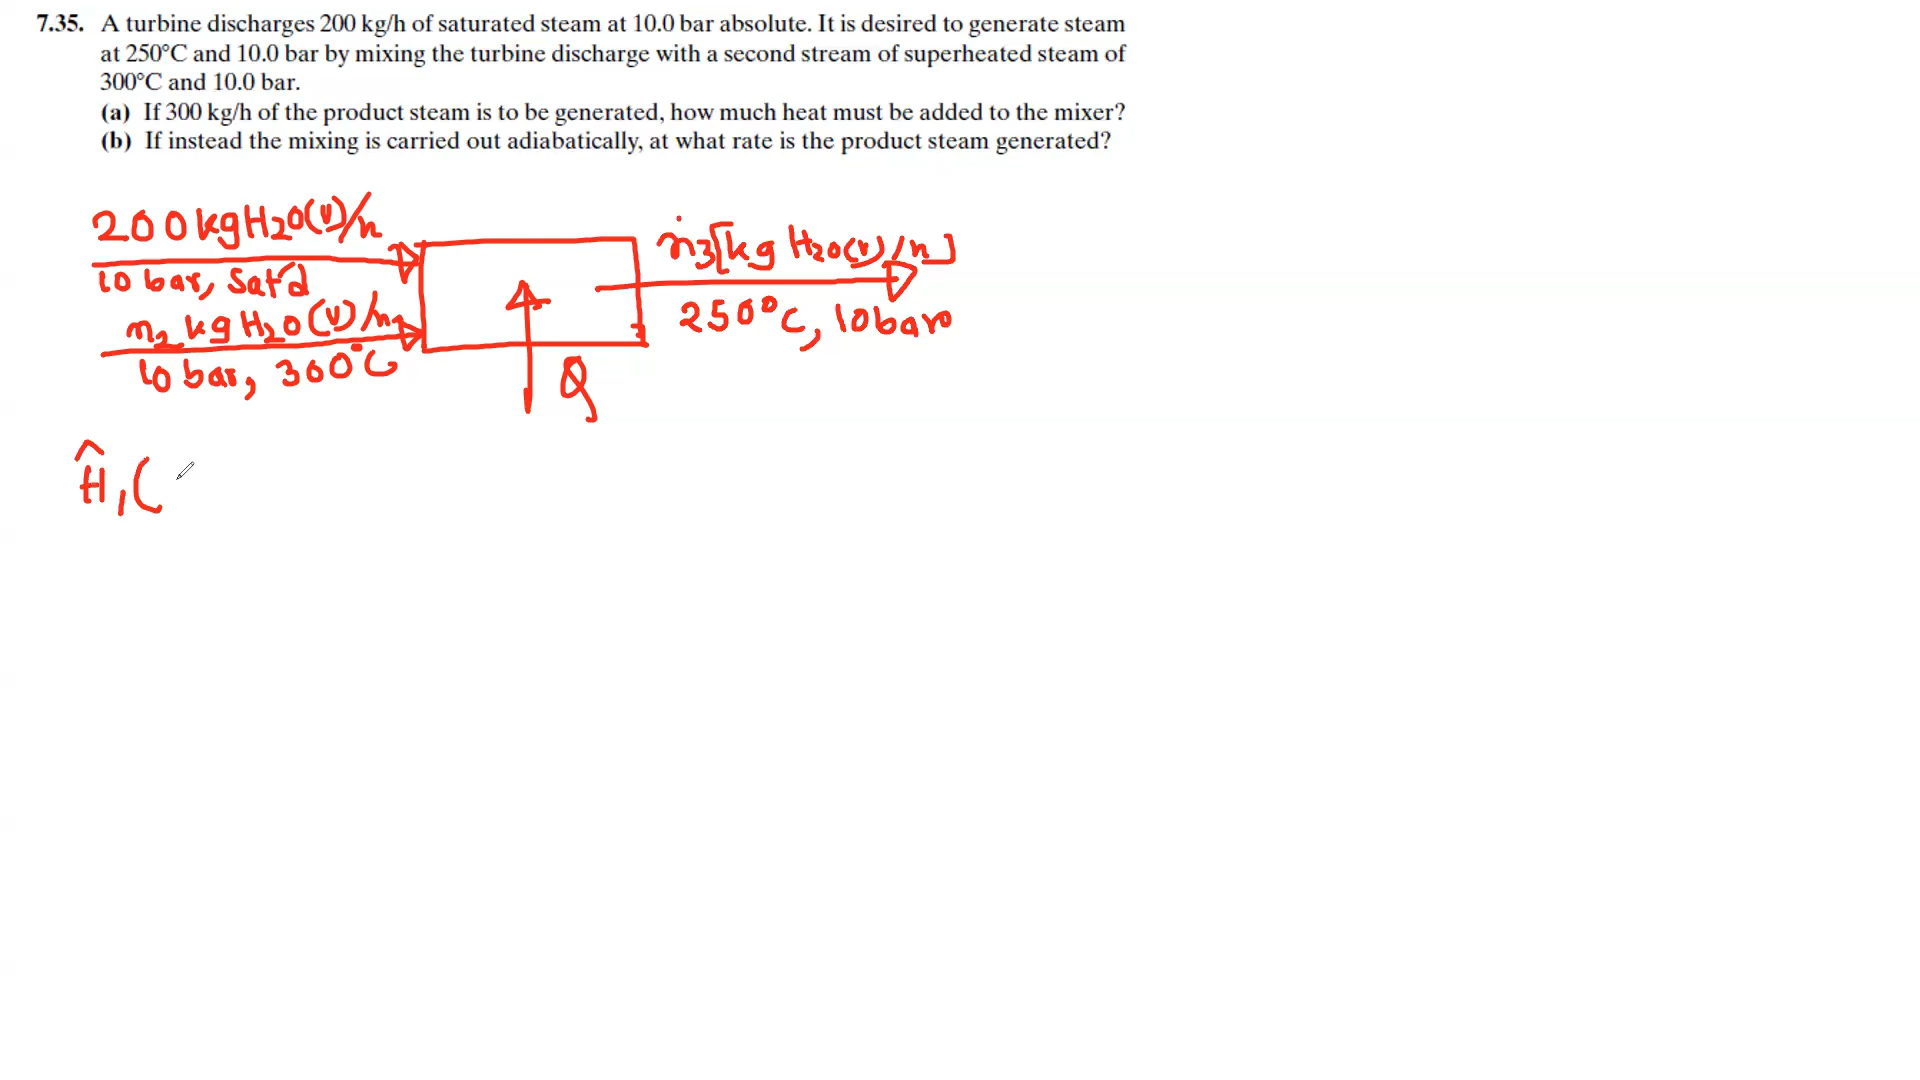 7.35. A turbine discharges 200 kg/h of saturated steam at 10.0 bar absolute. It is desired to generate steam
at 250°C and 10.0 bar by mixing the turbine discharge with a second stream of superheated steam of
300°C and 10.0 bar.
(a) If 300 kg/h of the product steam is to be generated, how much heat must be added to the mixer?
(b) If instead the mixing is carried out adiabatically, at what rate is the product steam generated?
200 kg H2O(v)/h
10 bar, sat'd
m2 kg H2O(v)/h
10 bar, 300°C
Q
ṁ3[kg H2O(v)/h]
250°C, 10 bar
Ĥ1(